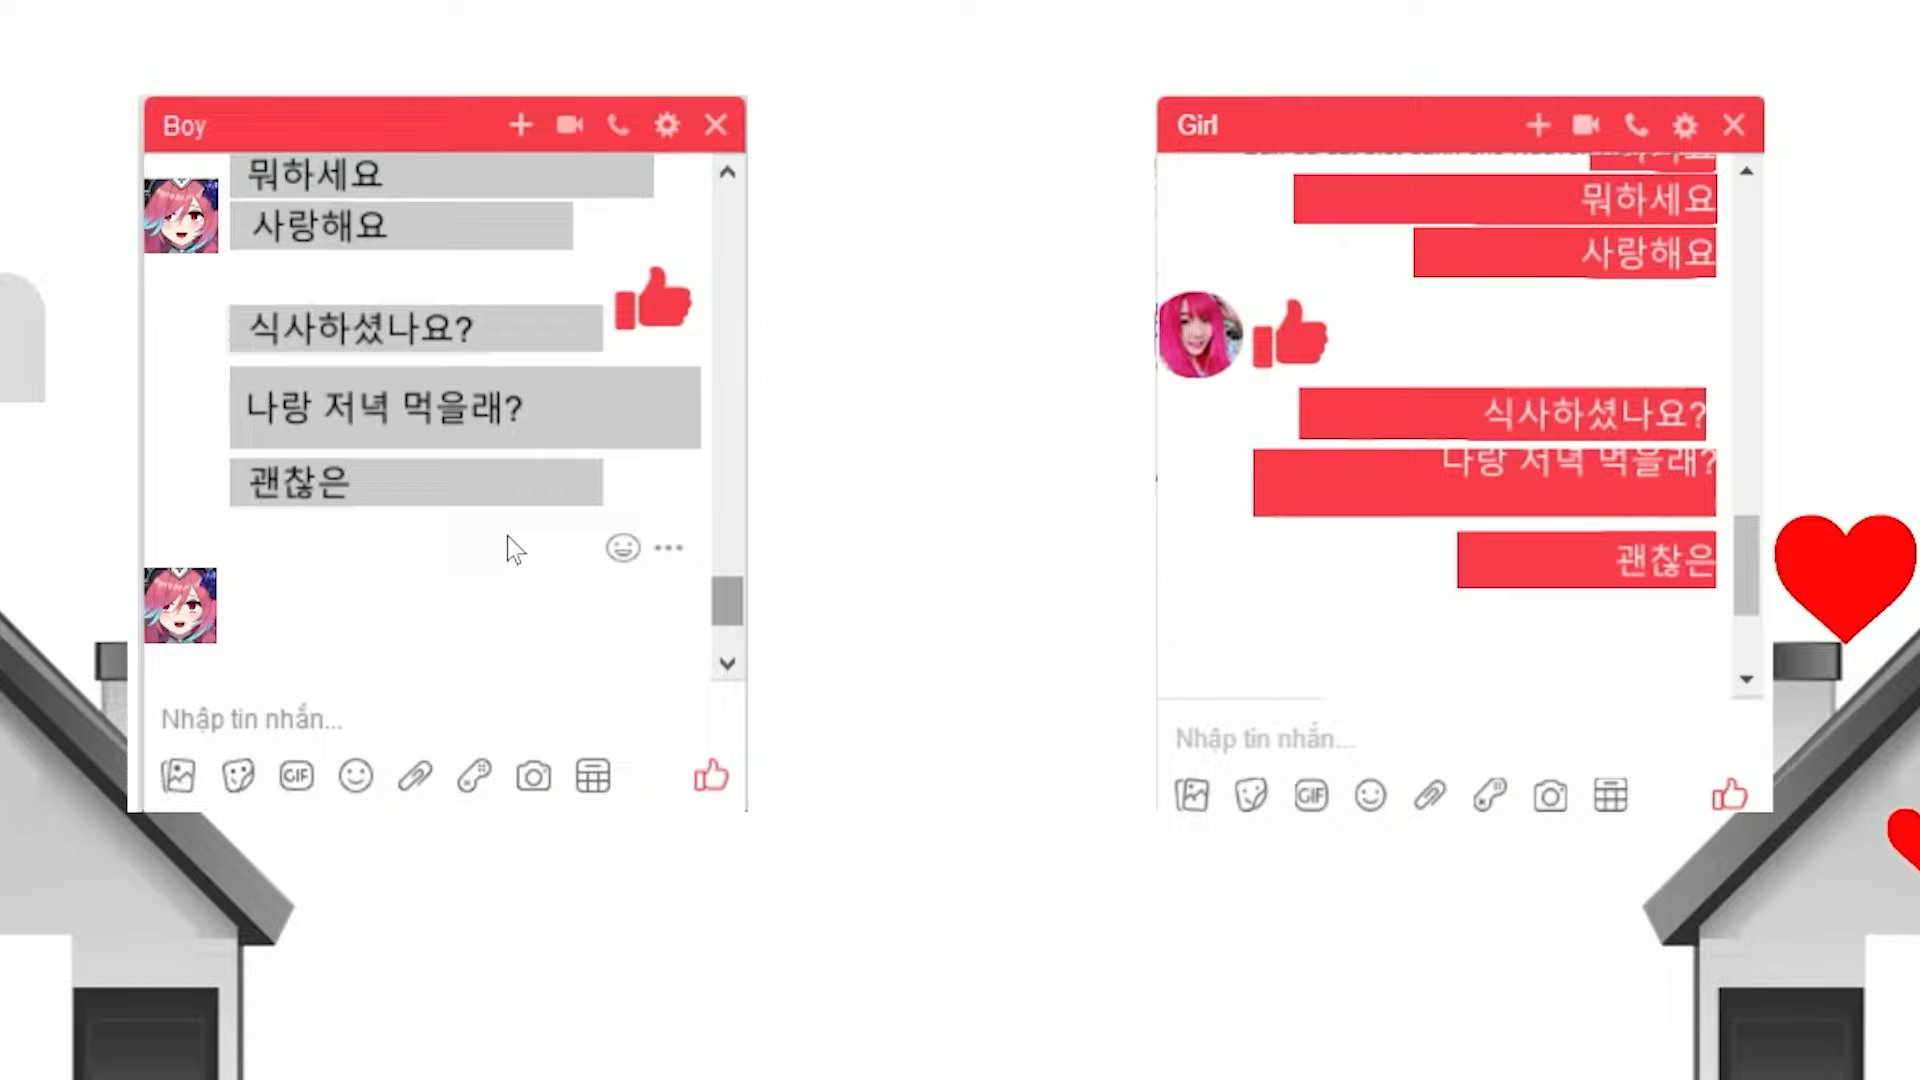 Boy
뭐하세요
사랑해요
식사하셨나요?
나랑 저녁 먹을래?
괜찮은
Nhập tin nhắn...
GIF
Girl
뭐하세요
사랑해요
식사하셨나요?
나랑 저녁 먹을래?
괜찮은
Nhập tin nhắn...
GIF